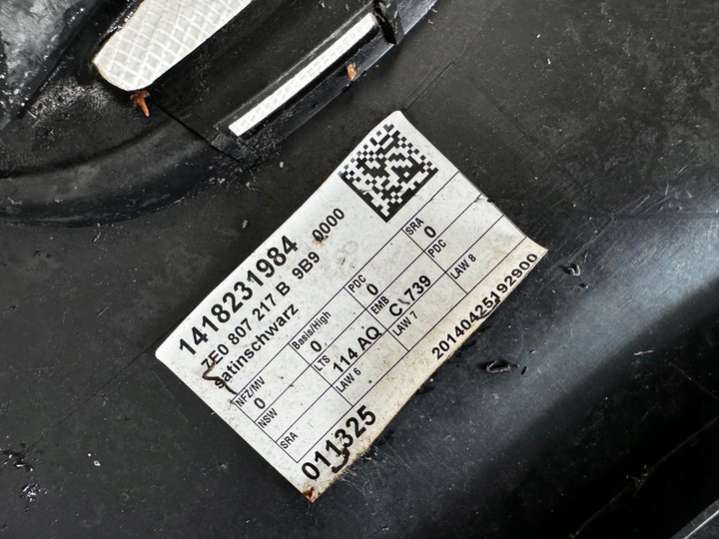 1418231984
7E0 807 217 B 9B9 0000
satinschwarz
NFZ/MV Basis/High PDC SRA
0 0 0 0
NSW LTS EMB PDC
114 AQ C\739
SRA LAW 6 LAW 7 LAW 8
011325 20140425192900